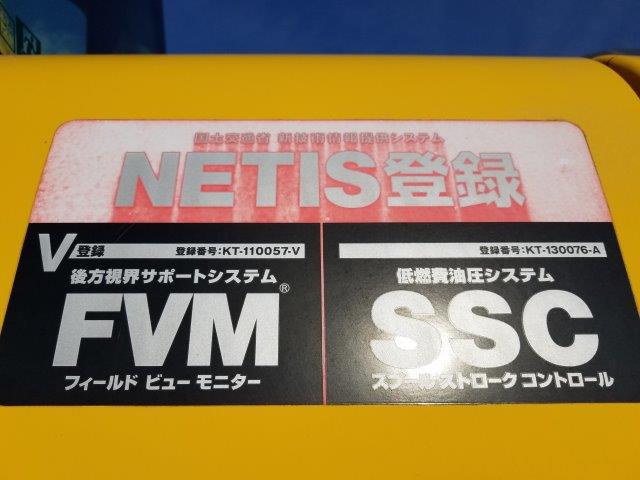 国土交通省 新技術情報提供システム
NETIS登録
V登録 登録番号:KT-110057-V
後方視界サポートシステム
FVM®
フィールド ビュー モニター
登録番号:KT-130076-A
低燃費油圧システム
SSC
スプール ストローク コントロール